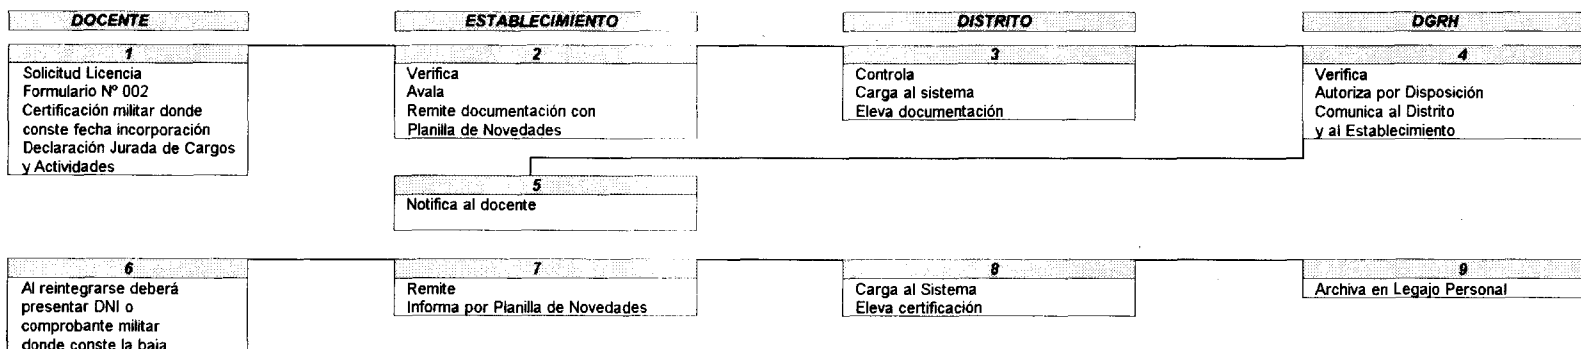 DOCENTE
ESTABLECIMIENTO
DISTRITO
DGRH
1
Solicitud Licencia
Formulario Nº 002
Certificación militar donde
conste fecha incorporación
Declaración Jurada de Cargos
y Actividades
2
Verifica
Avala
Remite documentación con
Planilla de Novedades
3
Controla
Carga al sistema
Eleva documentación
4
Verifica
Autoriza por Disposición
Comunica al Distrito
y al Establecimiento
5
Notifica al docente
6
Al reintegrarse deberá
presentar DNI o
comprobante militar
donde conste la baja
7
Remite
Informa por Planilla de Novedades
8
Carga al Sistema
Eleva certificación
9
Archiva en Legajo Personal